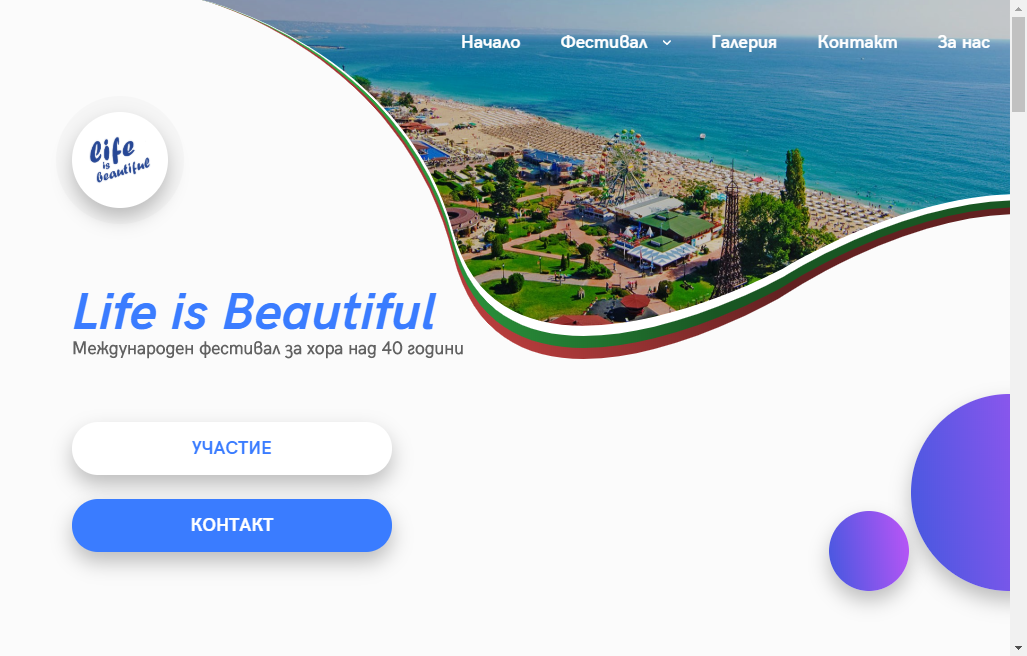 Начало Фестивал Галерия Контакт За нас
life
is
beautiful
Life is Beautiful
Международен фестивал за хора над 40 години
УЧАСТИЕ
КОНТАКТ